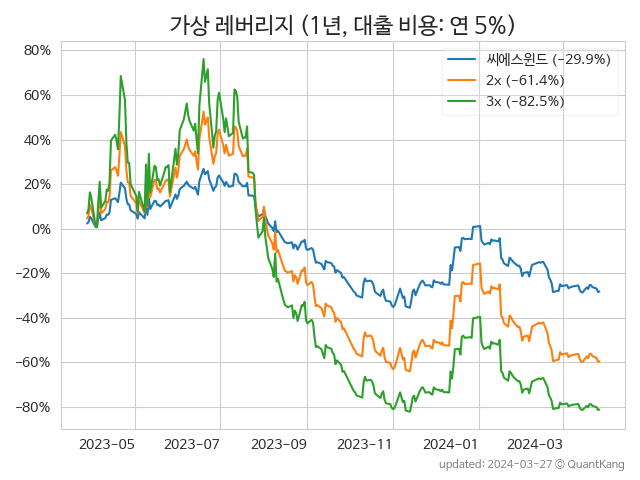 가상 레버리지 (1년, 대출 비용: 연 5%)
80%
60%
40%
20%
0%
−20%
−40%
−60%
−80%
씨에스윈드 (−29.9%)
2x (−61.4%)
3x (−82.5%)
2023-05 2023-07 2023-09 2023-11 2024-01 2024-03
updated: 2024-03-27 © QuantKang